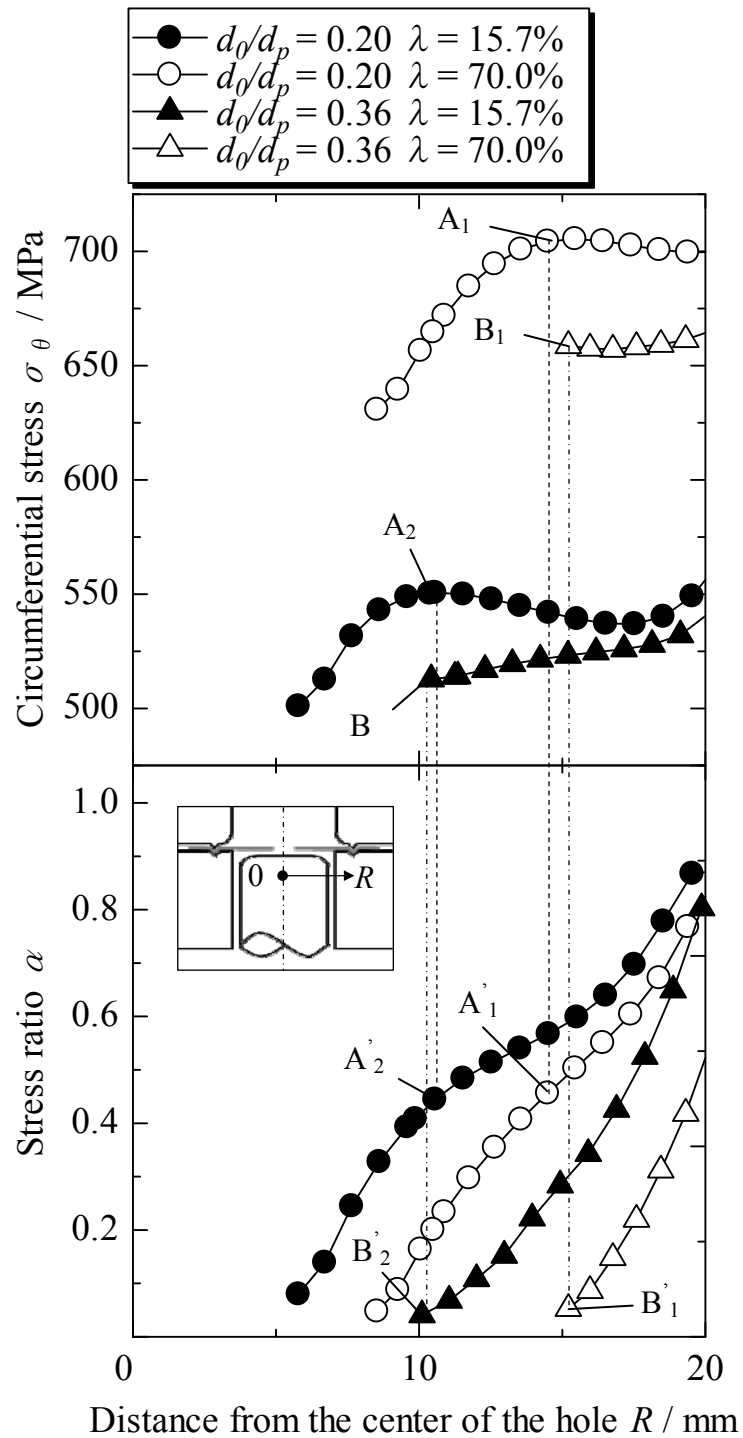 d₀/dₚ = 0.20 λ = 15.7%
d₀/dₚ = 0.20 λ = 70.0%
d₀/dₚ = 0.36 λ = 15.7%
d₀/dₚ = 0.36 λ = 70.0%
Circumferential stress σ θ / MPa
700
650
600
550
500
A₁
B₁
A₂
B
Stress ratio α
1.0
0.8
0.6
0.4
0.2
0 R
A'₁
A'₂
B'₂
B'₁
0 10 20
Distance from the center of the hole R / mm